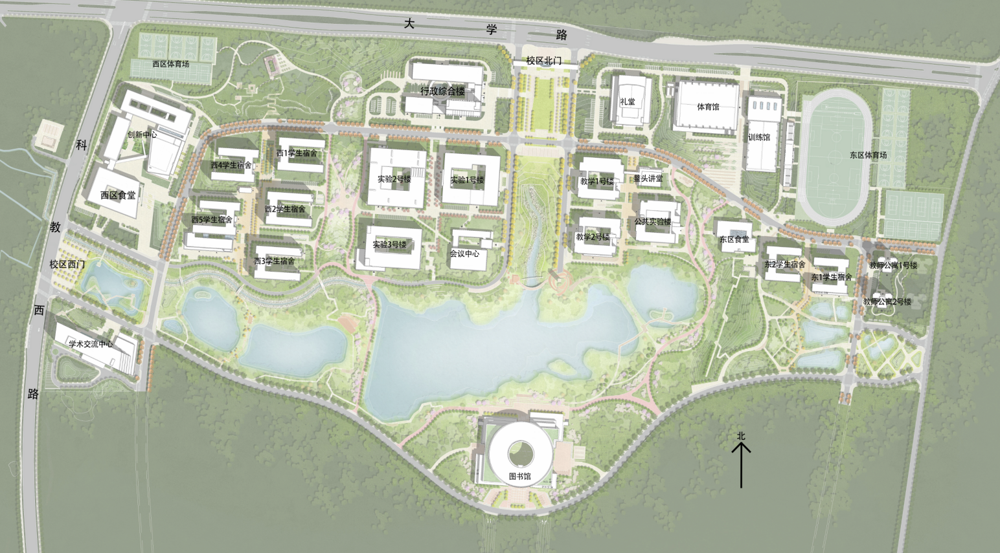 大学路
校区北门
西区体育场
行政综合楼
礼堂
体育馆
训练馆
东区体育场
创新中心
科教西路
西区食堂
西4学生宿舍
西1学生宿舍
西5学生宿舍
西2学生宿舍
西3学生宿舍
实验2号楼
实验1号楼
实验3号楼
会议中心
教学1号楼
鳌头讲堂
教学2号楼
公共实验楼
东区食堂
东2学生宿舍
东1学生宿舍
教师公寓1号楼
教师公寓2号楼
校区西门
学术交流中心
图书馆
北